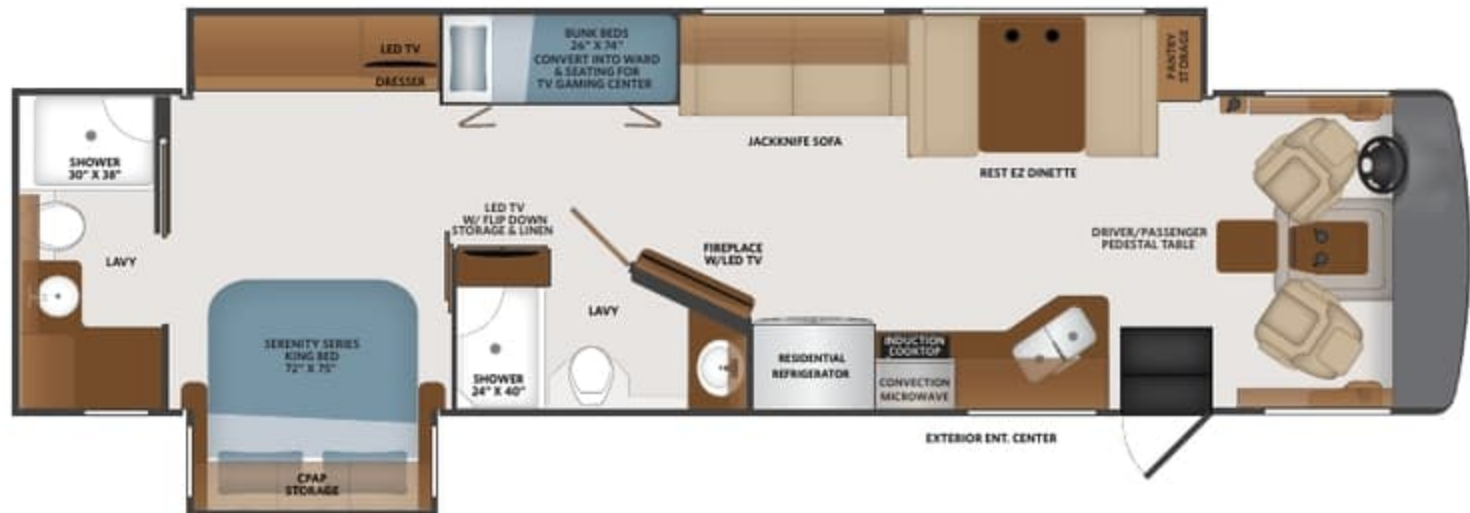 LED TV
DRESSER
BUNK BEDS
26" X 74"
CONVERT INTO WARD
& SEATING FOR
TV GAMING CENTER
PANTRY
STORAGE
SHOWER
30" X 38"
JACKKNIFE SOFA
REST EZ DINETTE
LED TV
W/ FLIP DOWN
STORAGE & LINEN
LAVY
FIREPLACE
W/LED TV
DRIVER/PASSENGER
PEDESTAL TABLE
LAVY
SERENITY SERIES
KING BED
72" X 75"
SHOWER
24" X 40"
RESIDENTIAL
REFRIGERATOR
INDUCTION
COOKTOP
CONVECTION
MICROWAVE
EXTERIOR ENT. CENTER
CPAP
STORAGE